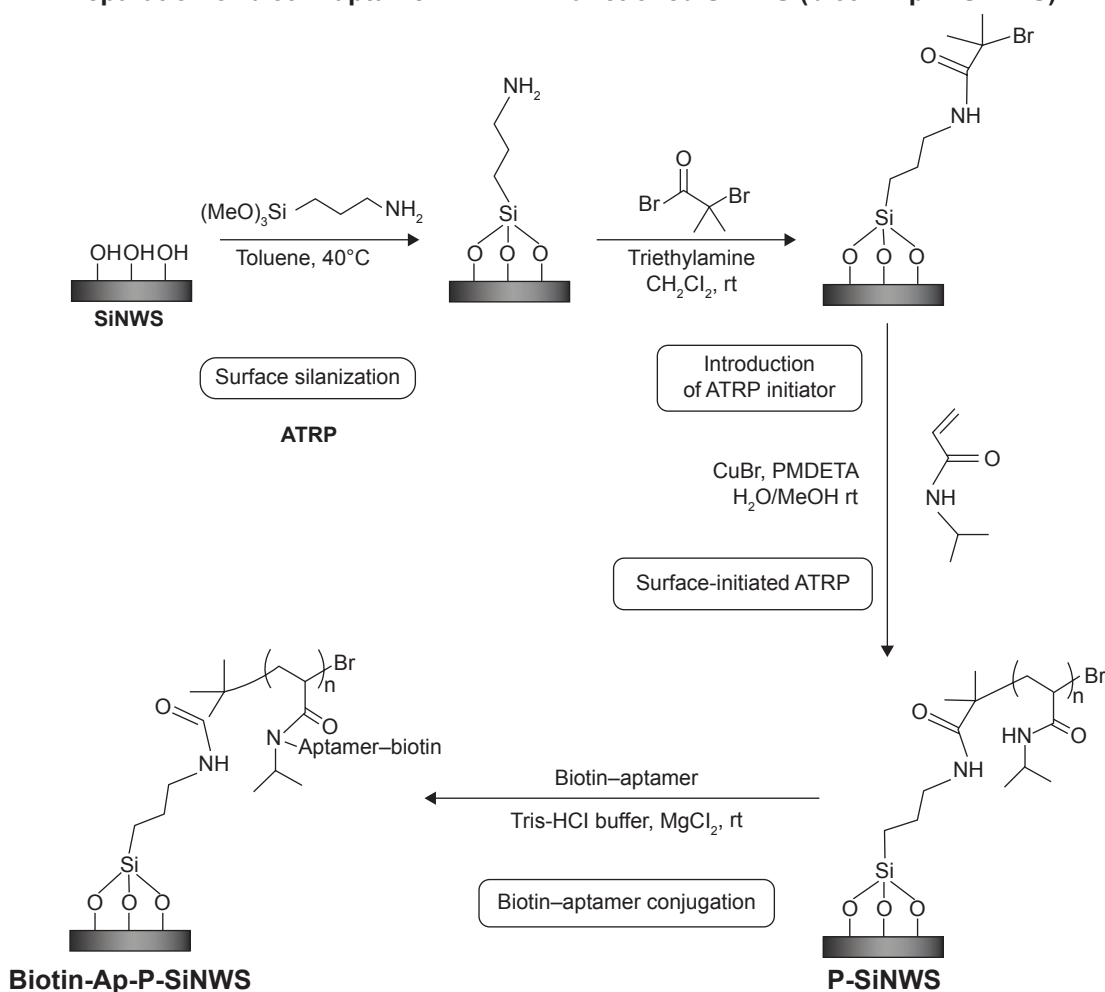 NH₂
(MeO)₃Si NH₂
Toluene, 40°C
OHOHOH
SiNWS
Si
O O O
O
Br Br
Triethylamine
CH₂Cl₂, rt
Br
O
NH
Si
O O O
Surface silanization
ATRP
Introduction
of ATRP initiator
CuBr, PMDETA
H₂O/MeOH rt
O
NH
Surface-initiated ATRP
Br
n
O
O
N Aptamer–biotin
NH
Si
O O O
Biotin-Ap-P-SiNWS
Biotin–aptamer
Tris-HCl buffer, MgCl₂, rt
Biotin–aptamer conjugation
Br
n
O
HN O
NH
Si
O O O
P-SiNWS